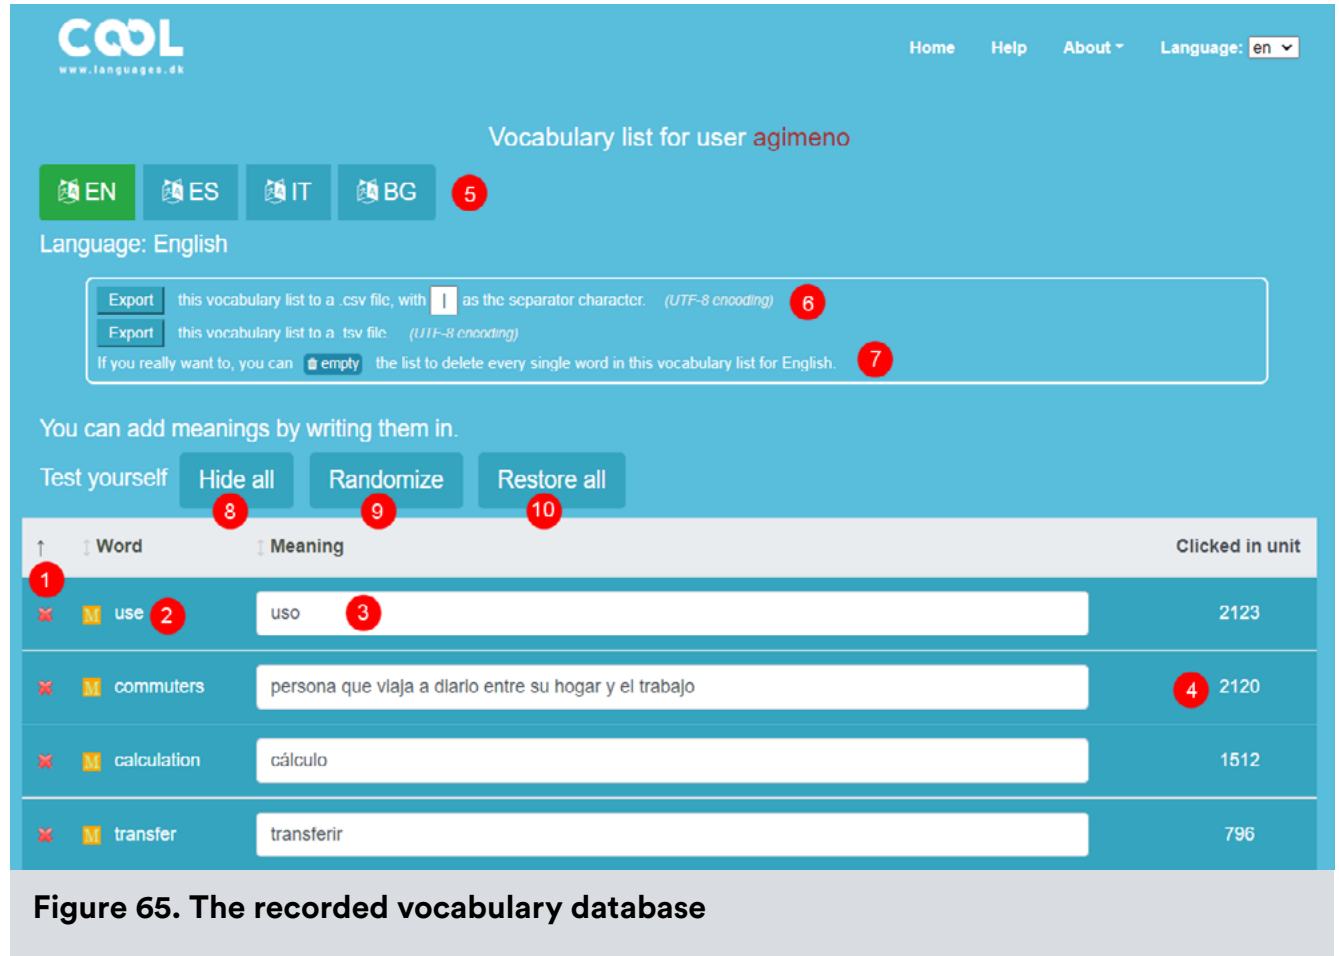 COOL
www.languages.dk
Home Help About Language: en
Vocabulary list for user agimeno
EN ES IT BG 5
Language: English
Export this vocabulary list to a .csv file, with | as the separator character. (UTF-8 encoding) 6
Export this vocabulary list to a .tsv file. (UTF-8 encoding)
If you really want to, you can empty the list to delete every single word in this vocabulary list for English. 7
You can add meanings by writing them in.
Test yourself Hide all Randomize Restore all
8 9 10
↑ Word Meaning Clicked in unit
1
M use 2 uso 3 2123
M commuters persona que viaja a diario entre su hogar y el trabajo 4 2120
M calculation cálculo 1512
M transfer transferir 796
Figure 65. The recorded vocabulary database